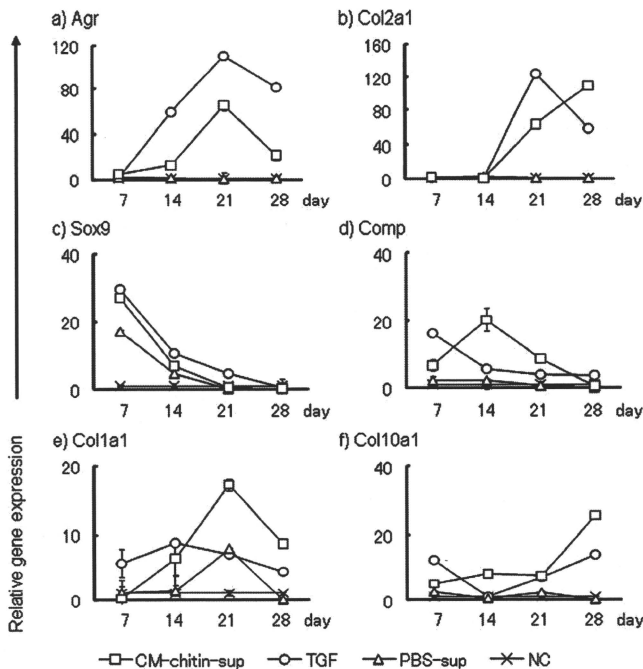 a) Agr
120
80
40
0
7 14 21 28 day
b) Col2a1
160
120
80
40
0
7 14 21 28 day
c) Sox9
40
20
0
7 14 21 28 day
d) Comp
40
20
0
7 14 21 28 day
e) Col1a1
20
10
0
7 14 21 28 day
f) Col10a1
40
20
0
7 14 21 28 day
Relative gene expression
CM-chitin-sup TGF PBS-sup NC